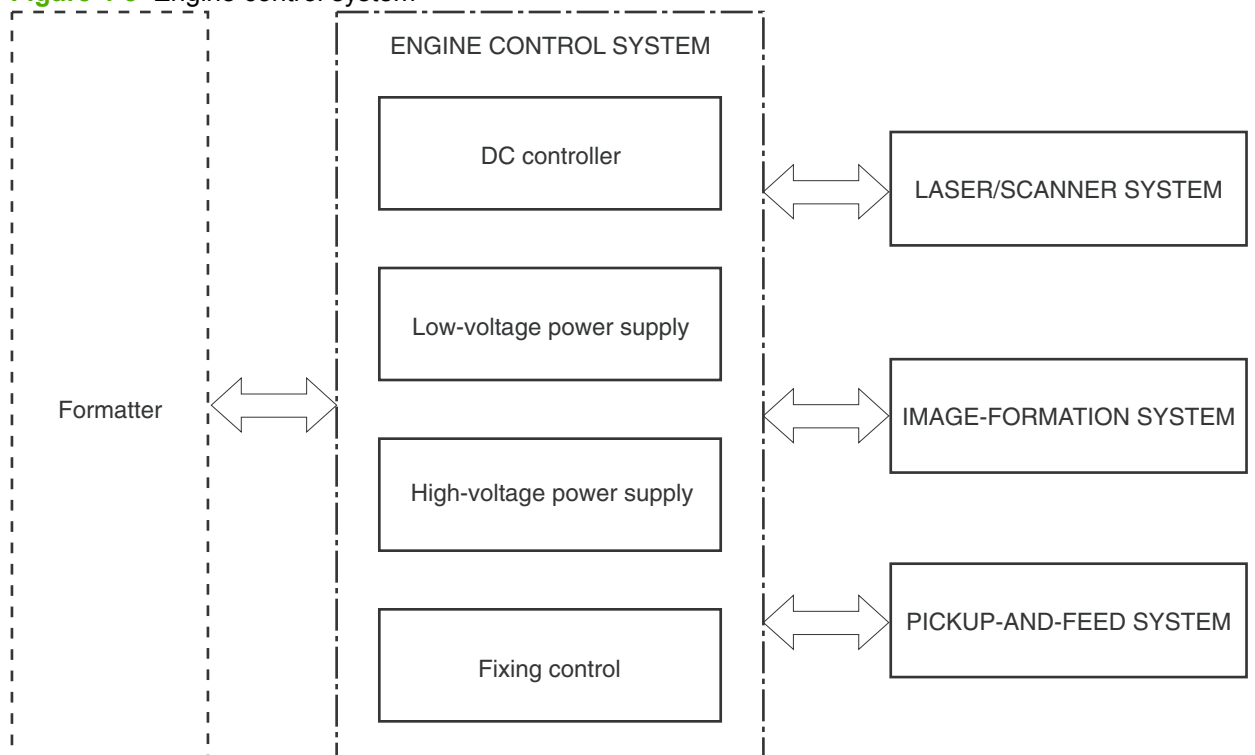 Engine control system
ENGINE CONTROL SYSTEM
DC controller
Low-voltage power supply
High-voltage power supply
Fixing control
Formatter
LASER/SCANNER SYSTEM
IMAGE-FORMATION SYSTEM
PICKUP-AND-FEED SYSTEM